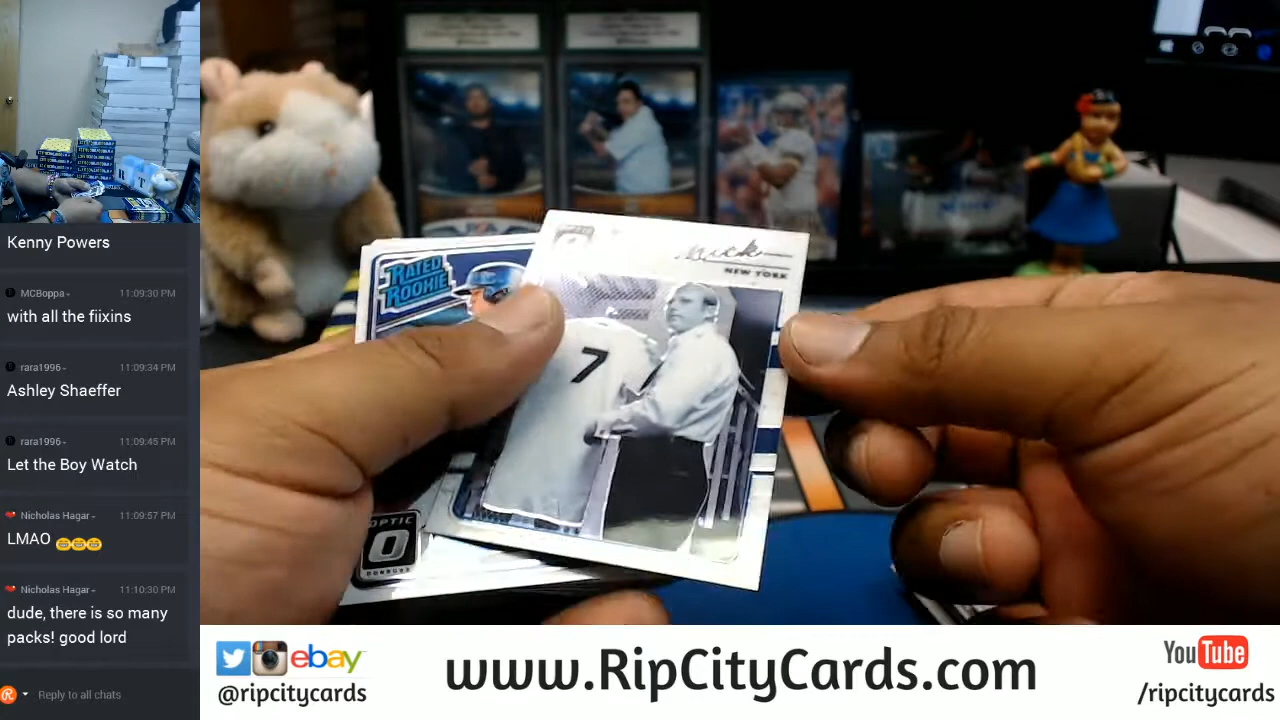 Kenny Powers
MCBoppa
11:09:30 PM
with all the fiixins
rara1996
11:09:34 PM
Ashley Shaeffer
rara1996
11:09:45 PM
Let the Boy Watch
Nicholas Hagar
11:09:57 PM
LMAO
Nicholas Hagar
11:10:30 PM
dude, there is so many
packs! good lord
Reply to all chats
RATED
ROOKIE
Mick
NEW YORK
7
OPTIC
DONRUSS
ebay
@ripcitycards
www.RipCityCards.com
YouTube
/ripcitycards